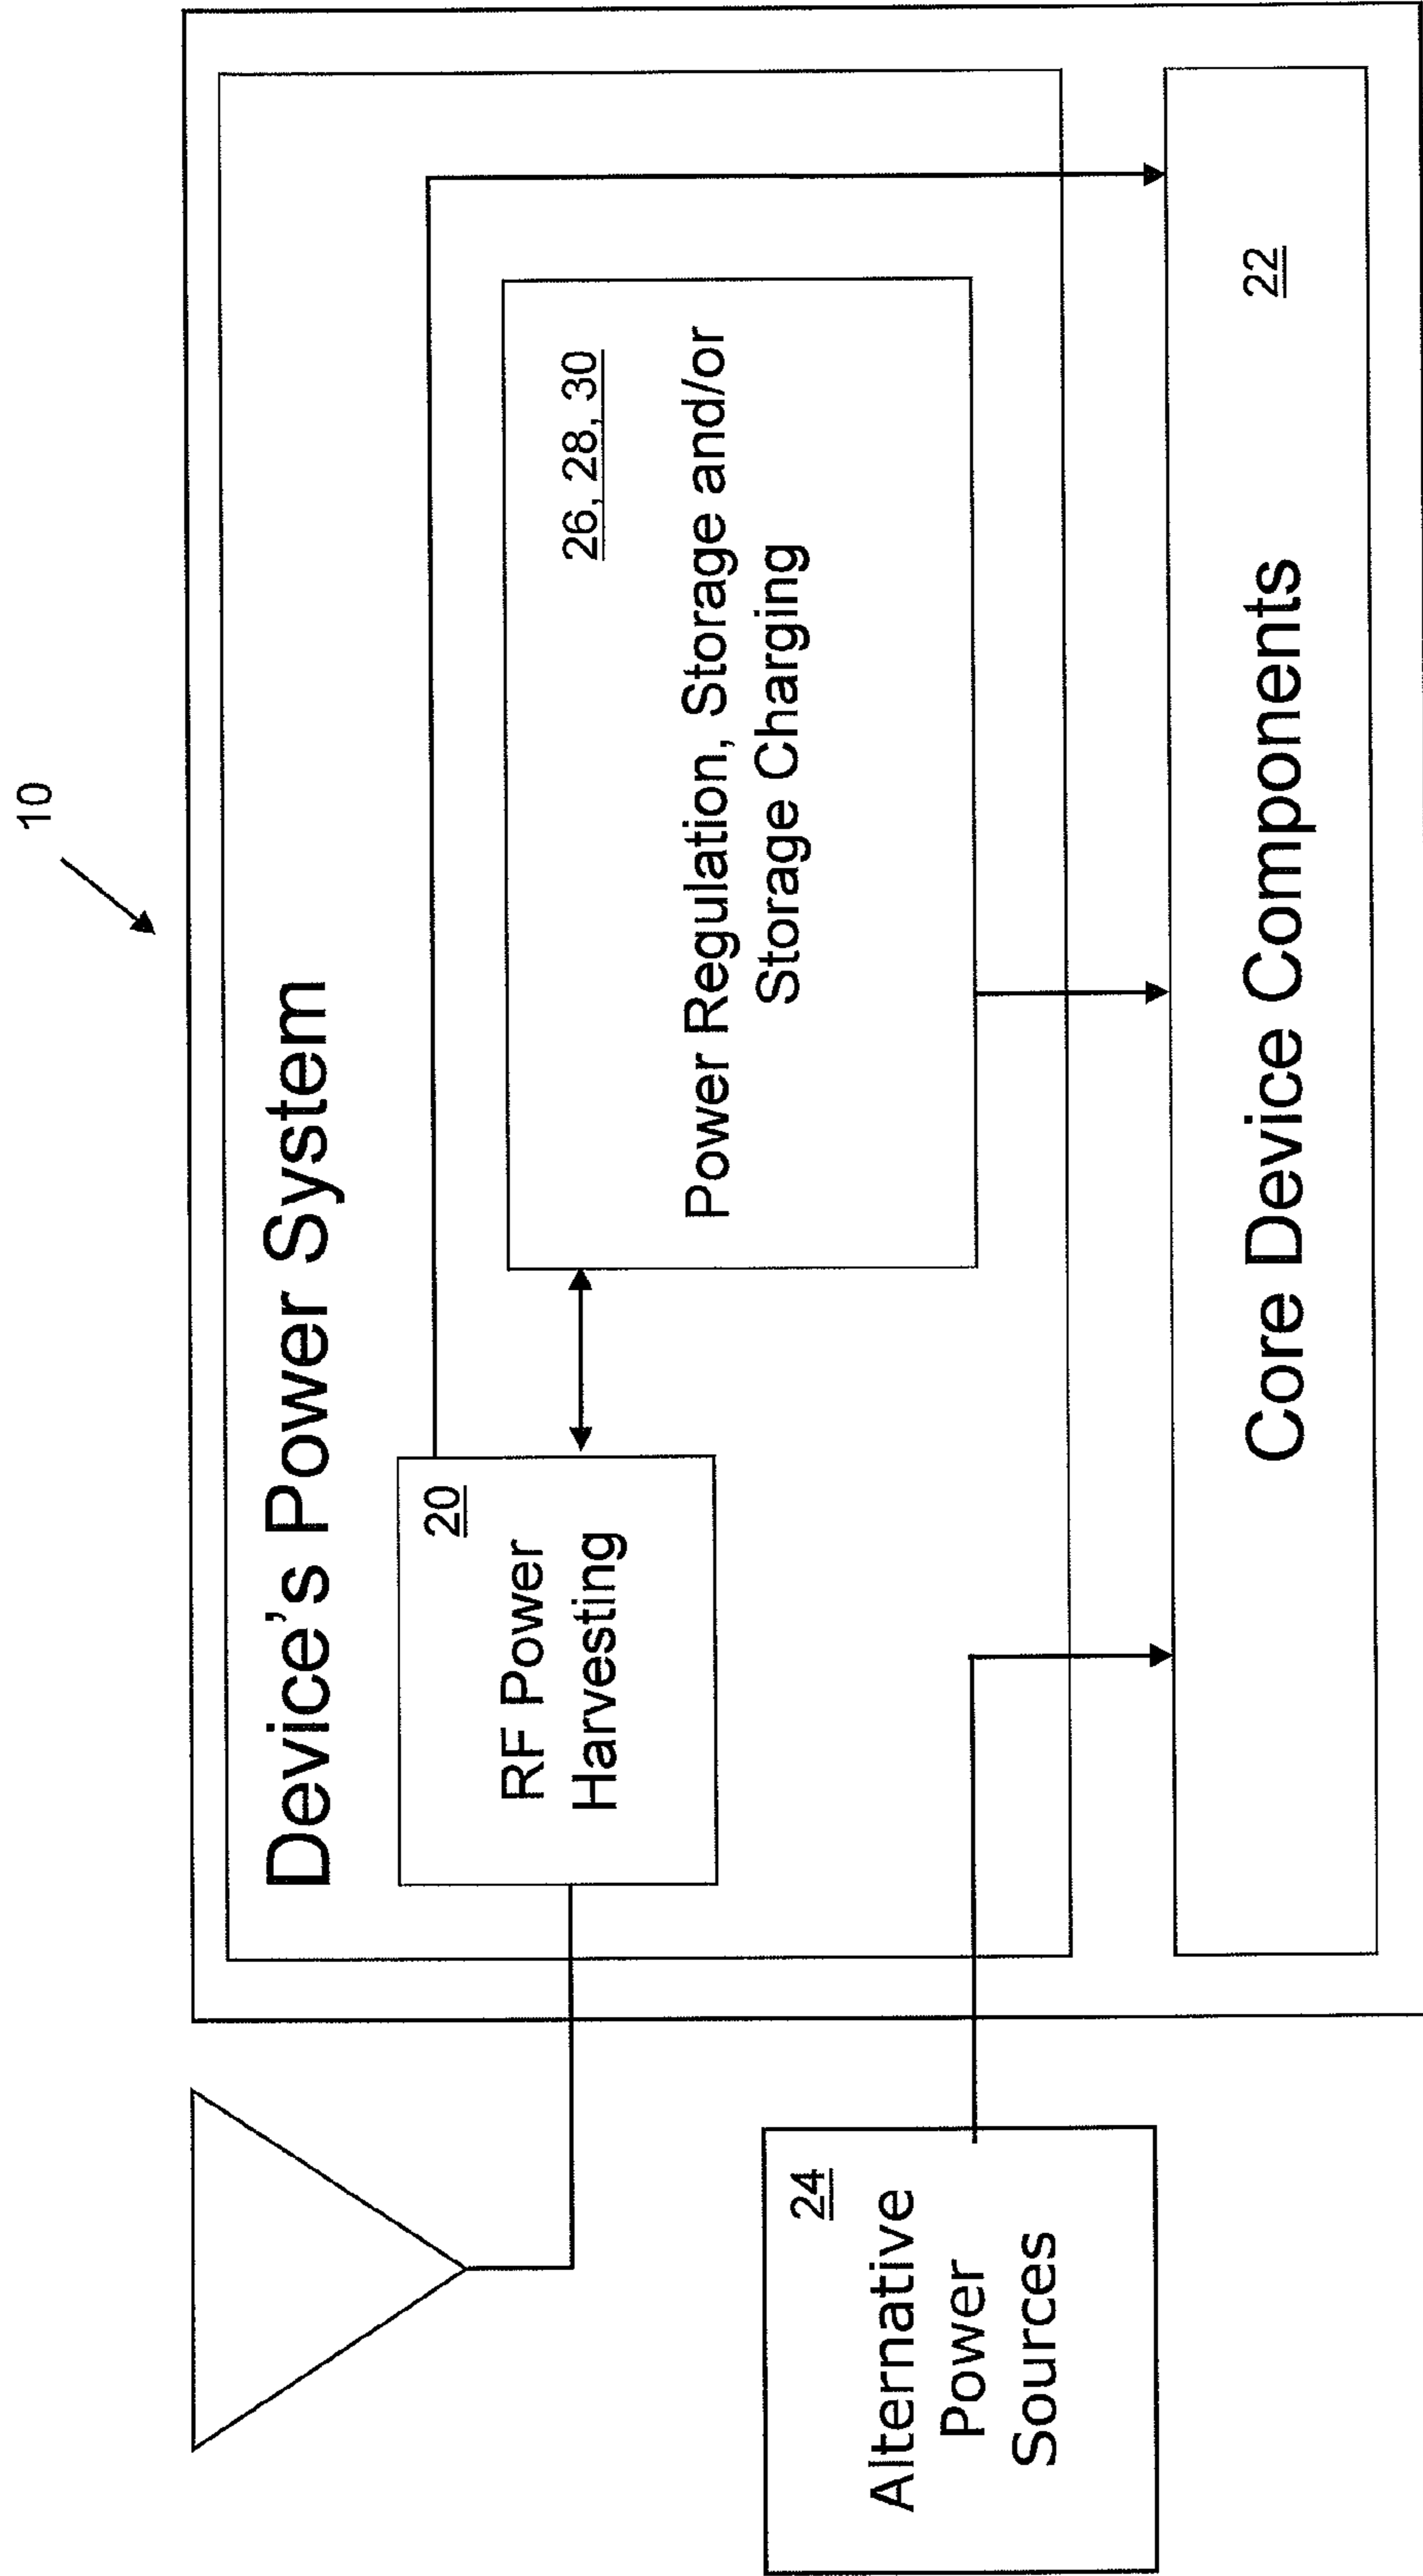 10
Device's Power System
20
RF Power
Harvesting
26, 28, 30
Power Regulation, Storage and/or
Storage Charging
24
Alternative
Power
Sources
22
Core Device Components